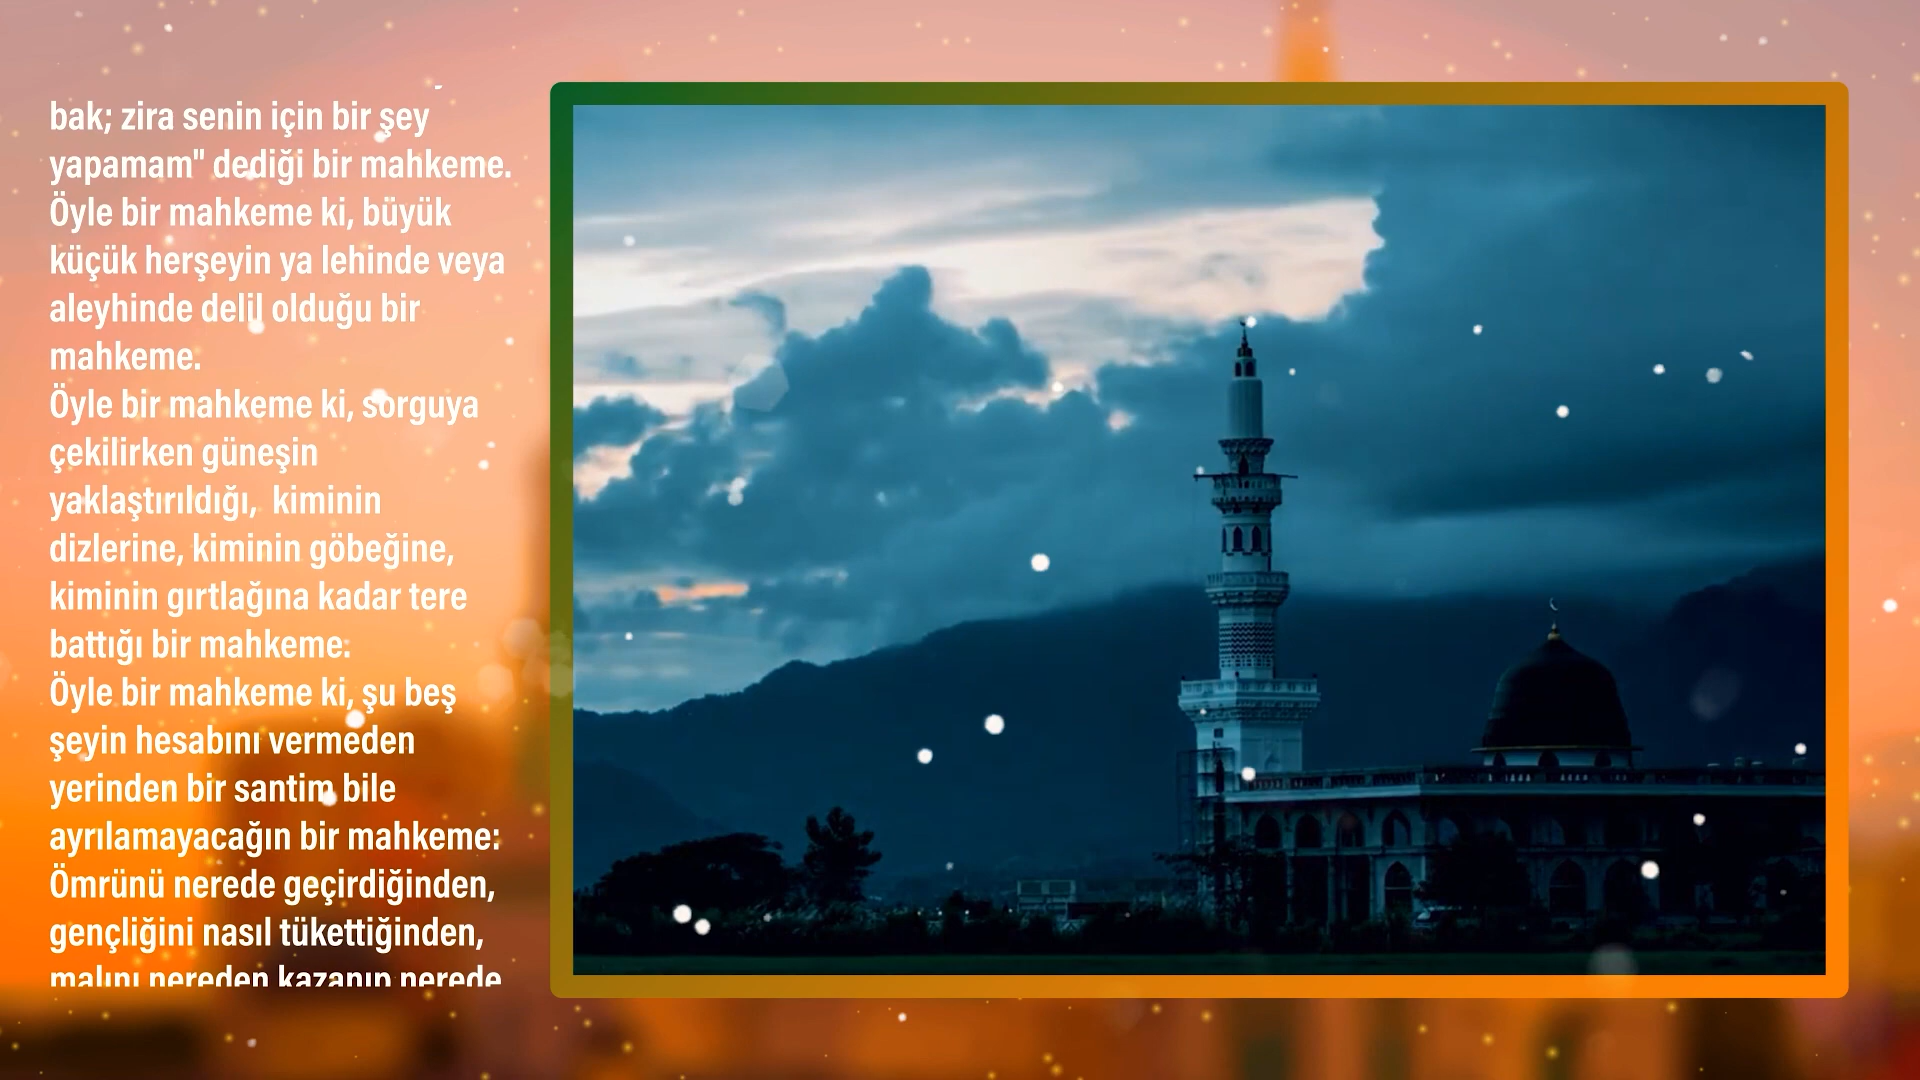 bak; zira senin için bir şey
yapamam" dediği bir mahkeme.
Öyle bir mahkeme ki, büyük
küçük herşeyin ya lehinde veya
aleyhinde delil olduğu bir
mahkeme.
Öyle bir mahkeme ki, sorguya
çekilirken güneşin
yaklaştırıldığı,  kiminin
dizlerine, kiminin göbeğine,
kiminin gırtlağına kadar tere
battığı bir mahkeme:
Öyle bir mahkeme ki, şu beş
şeyin hesabını vermeden
yerinden bir santim bile
ayrılamayacağın bir mahkeme:
Ömrünü nerede geçirdiğinden,
gençliğini nasıl tükettiğinden,
malını nereden kazanıp nerede